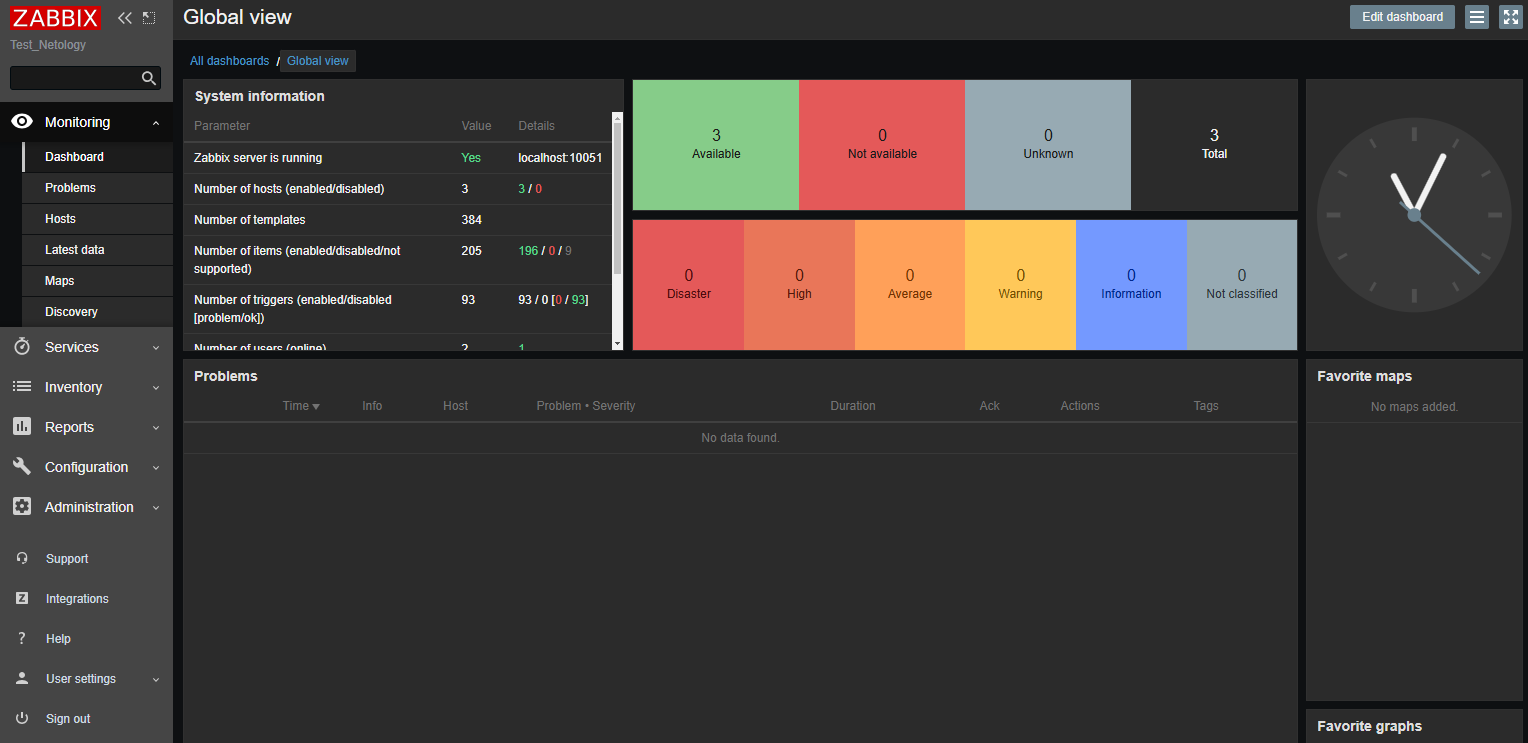 ZABBIX
Test_Netology
Monitoring
Dashboard
Problems
Hosts
Latest data
Maps
Discovery
Services
Inventory
Reports
Configuration
Administration
Support
Integrations
? Help
User settings
Sign out
Global view
Edit dashboard
All dashboards / Global view
System information
Parameter Value Details
Zabbix server is running Yes localhost:10051
Number of hosts (enabled/disabled) 3 3 / 0
Number of templates 384
Number of items (enabled/disabled/not 205 196 / 0 / 9
supported)
Number of triggers (enabled/disabled 93 93 / 0 [0 / 93]
[problem/ok])
Number of users (online) 2 1
3 0 0 3
Available Not available Unknown Total
0 0 0 0 0 0
Disaster High Average Warning Information Not classified
Problems
Time Info Host Problem • Severity Duration Ack Actions Tags
No data found.
Favorite maps
No maps added.
Favorite graphs